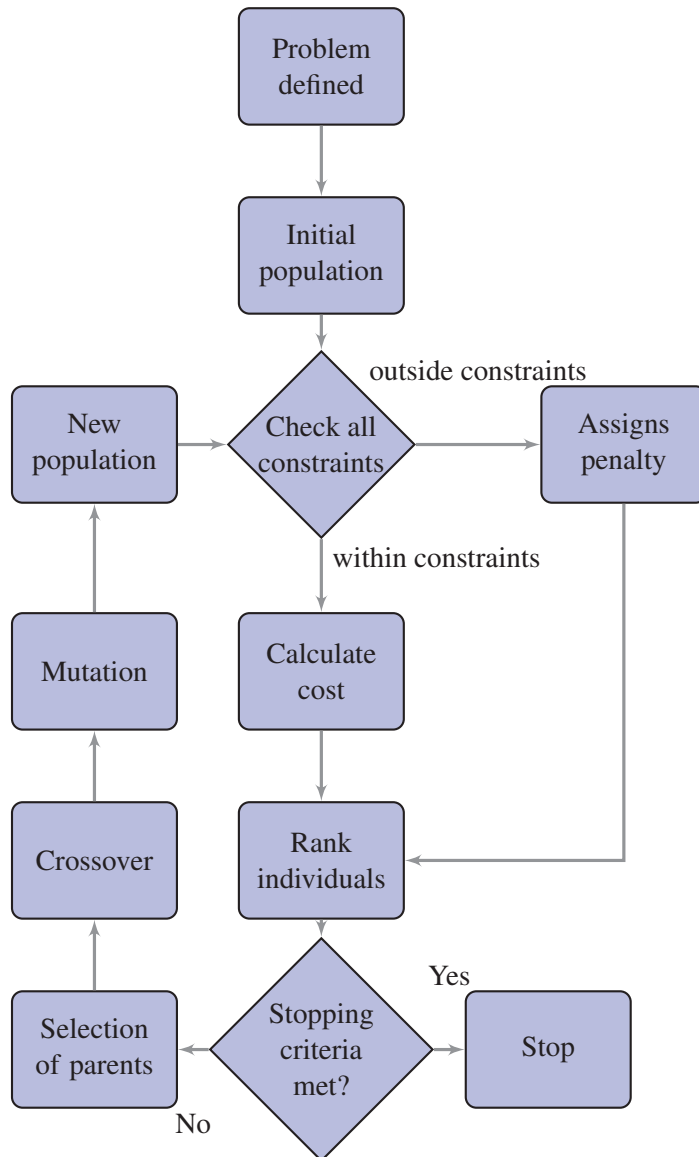 Problem
defined
Initial
population
outside constraints
New
population
Check all
constraints
Assigns
penalty
within constraints
Mutation
Calculate
cost
Crossover
Rank
individuals
Yes
Selection
of parents
Stopping
criteria
met?
Stop
No